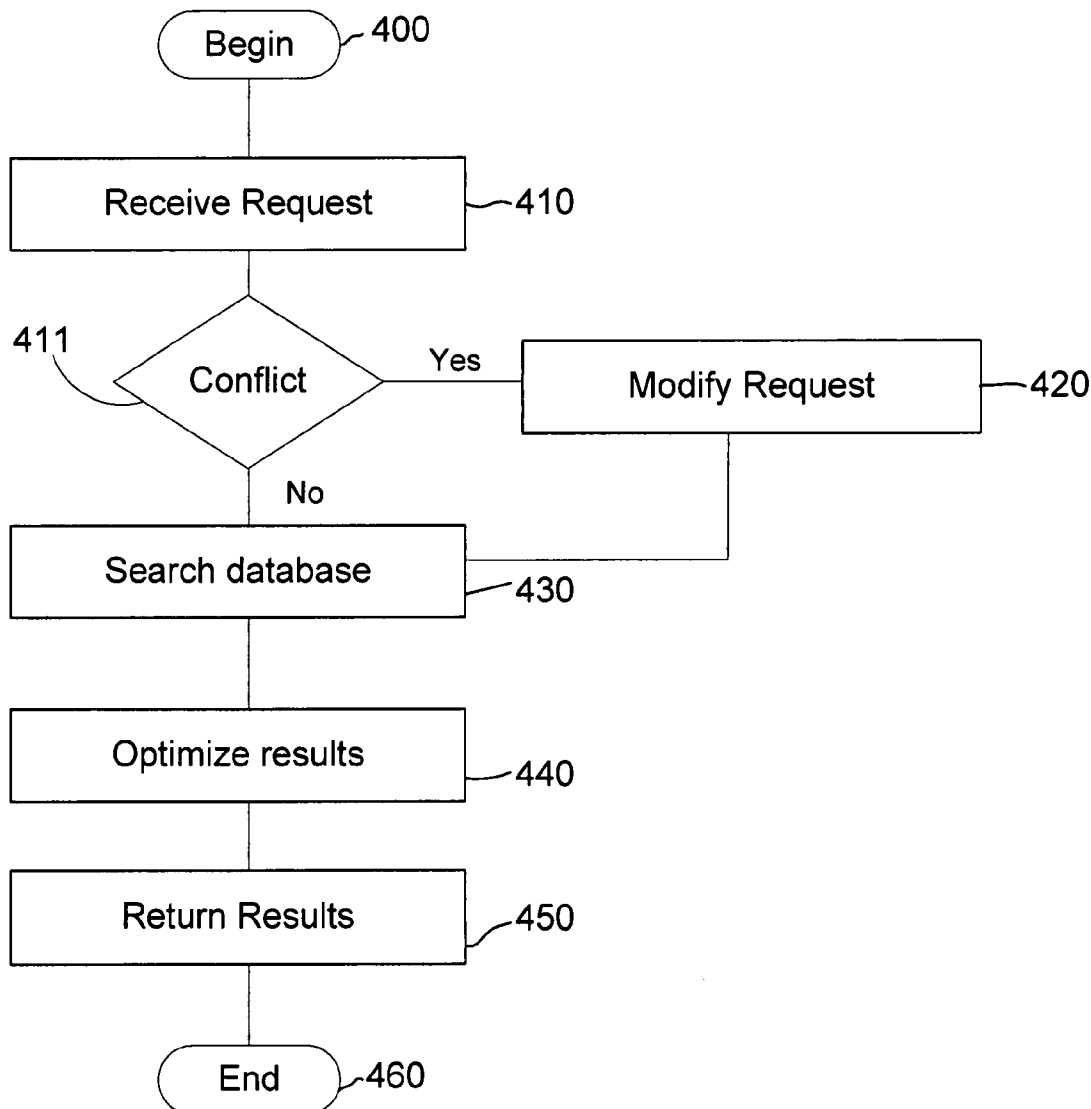 Begin
400
Receive Request
410
411
Conflict
Yes
Modify Request
420
No
Search database
430
Optimize results
440
Return Results
450
End
460